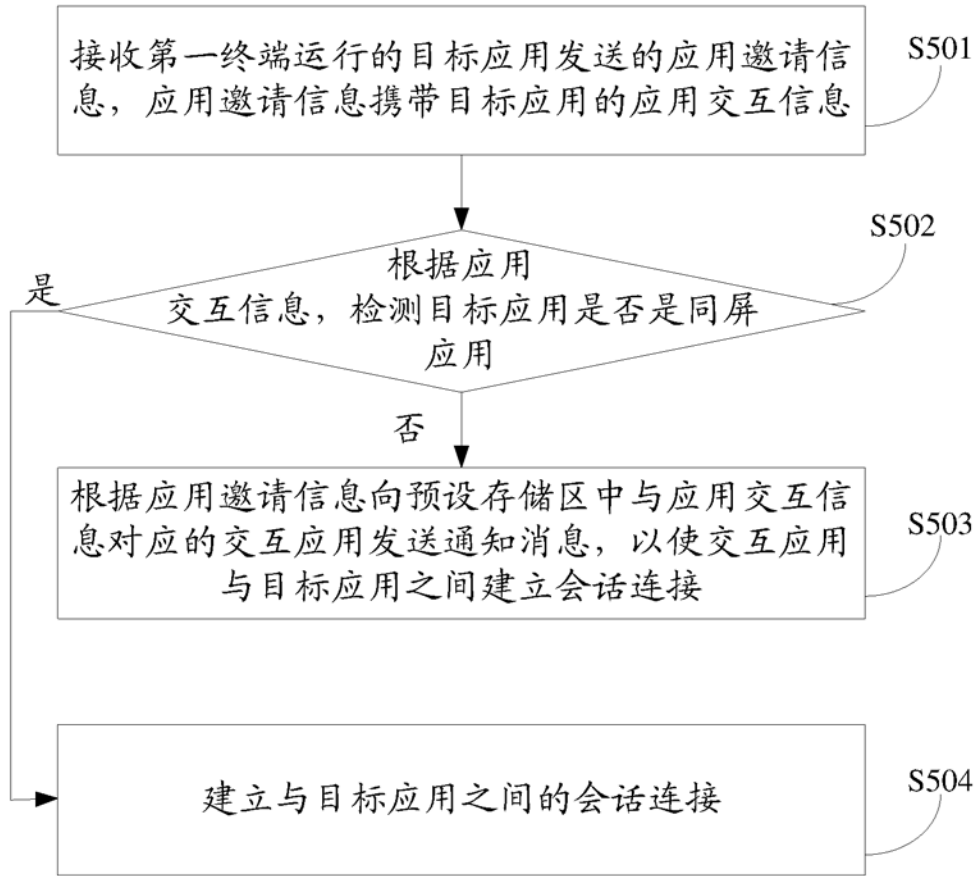 接收第一终端运行的目标应用发送的应用邀请信
息，应用邀请信息携带目标应用的应用交互信息
S501
S502
根据应用
交互信息，检测目标应用是否是同屏
应用
是
否
根据应用邀请信息向预设存储区中与应用交互信
息对应的交互应用发送通知消息，以使交互应用
与目标应用之间建立会话连接
S503
建立与目标应用之间的会话连接
S504